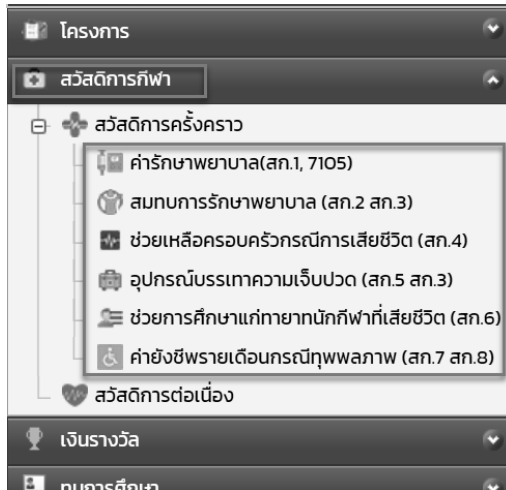 โครงการ
สวัสดิการกีฬา
สวัสดิการครั้งคราว
ค่ารักษาพยาบาล(สก.1, 7105)
สมทบการรักษาพยาบาล (สก.2 สก.3)
ช่วยเหลือครอบครัวกรณีการเสียชีวิต (สก.4)
อุปกรณ์บรรเทาความเจ็บปวด (สก.5 สก.3)
ช่วยการศึกษาแก่ทายาทนักกีฬาที่เสียชีวิต (สก.6)
ค่ายังชีพรายเดือนกรณีทุพพลภาพ (สก.7 สก.8)
สวัสดิการต่อเนื่อง
เงินรางวัล
ทุนการศึกษา